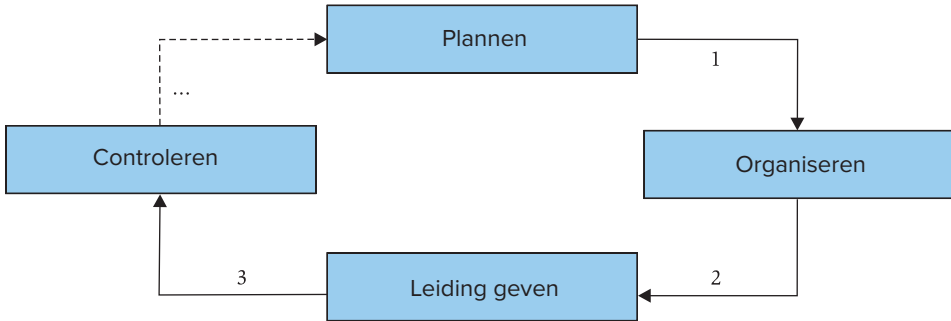 Plannen
1
...
Controleren
Organiseren
3
2
Leiding geven